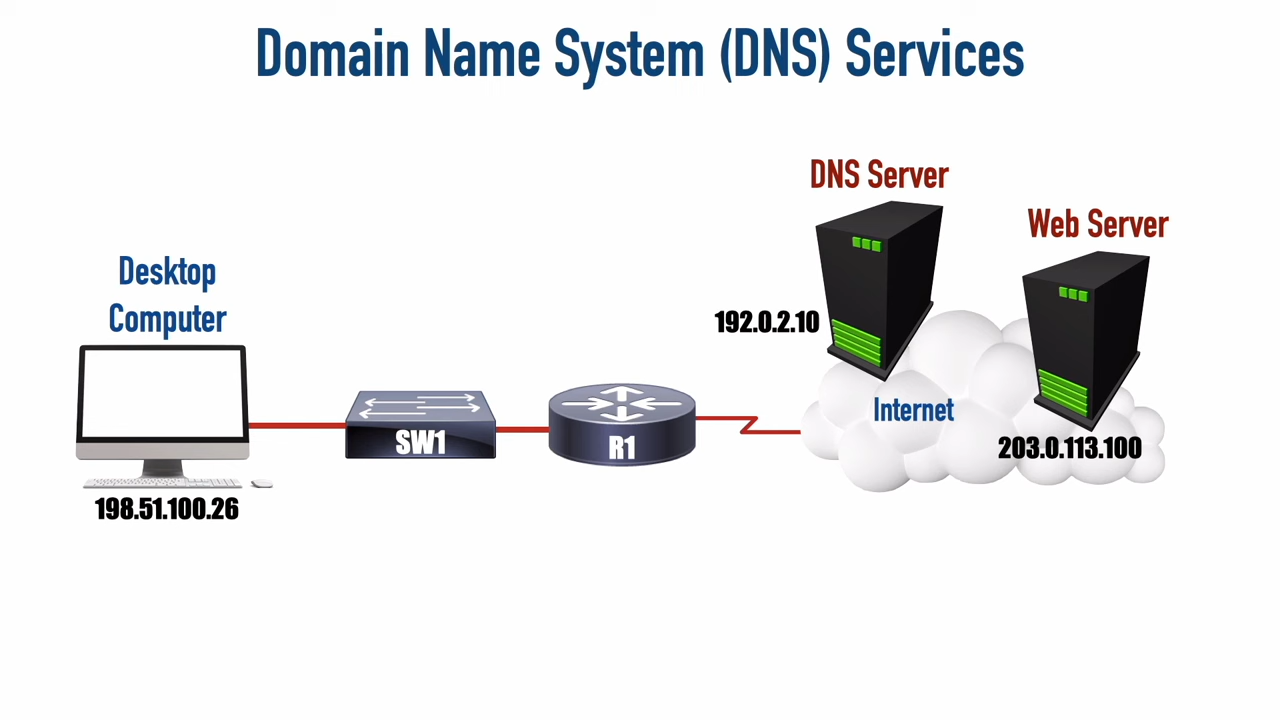 Domain Name System (DNS) Services
DNS Server
Web Server
Desktop
Computer
192.0.2.10
Internet
SW1
R1
203.0.113.100
198.51.100.26